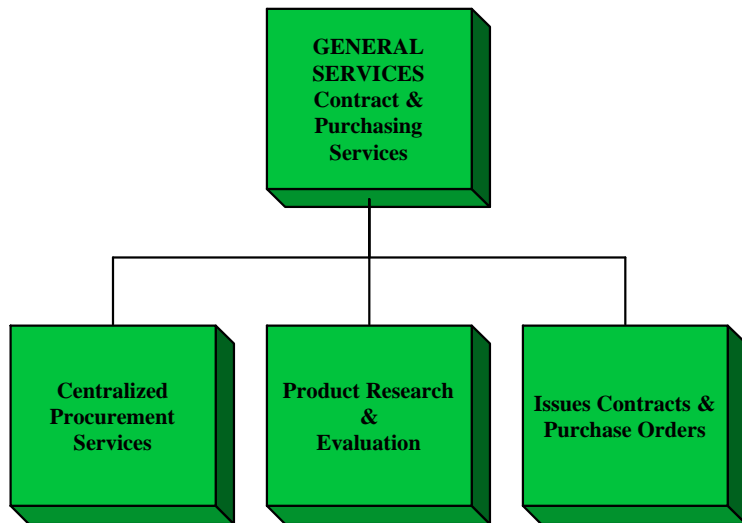 GENERAL
SERVICES
Contract &
Purchasing
Services
Centralized
Procurement
Services
Product Research
&
Evaluation
Issues Contracts &
Purchase Orders